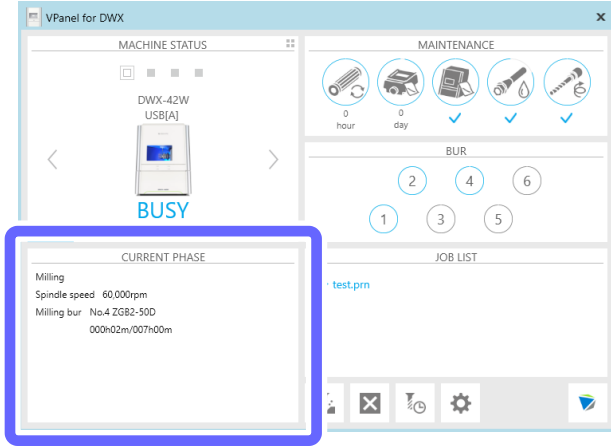 VPanel for DWX
MACHINE STATUS
DWX-42W
USB[A]
BUSY
MAINTENANCE
0
hour
0
day
BUR
2
4
6
1
3
5
CURRENT PHASE
Milling
Spindle speed 60,000rpm
Milling bur No.4 ZGB2-50D
000h02m/007h00m
JOB LIST
test.prn